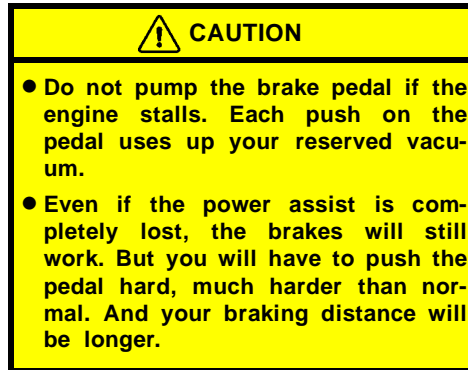 CAUTION
● Do not pump the brake pedal if the
engine stalls. Each push on the
pedal uses up your reserved vacu-
um.
● Even if the power assist is com-
pletely lost, the brakes will still
work. But you will have to push the
pedal hard, much harder than nor-
mal. And your braking distance will
be longer.